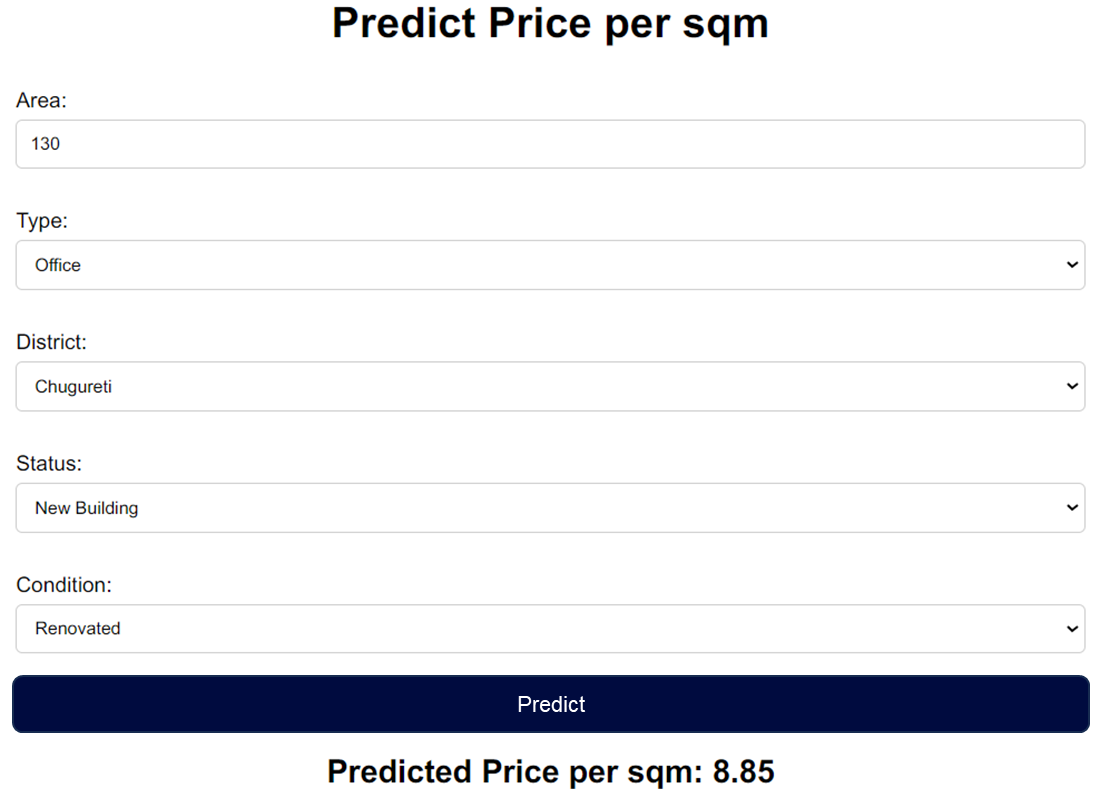 Predict Price per sqm
Area:
130
Type:
Office
District:
Chugureti
Status:
New Building
Condition:
Renovated
Predict
Predicted Price per sqm: 8.85